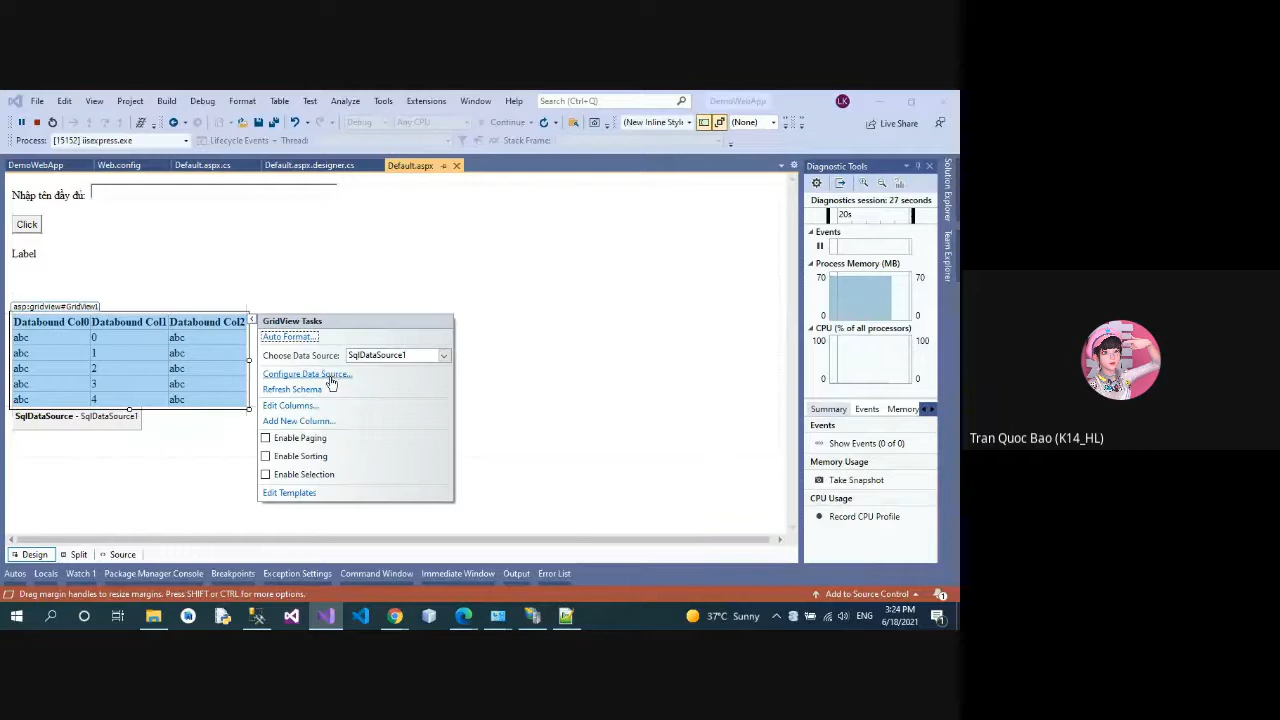 File Edit View Project Build Debug Format Table Test Analyze Tools Extensions Window Help Search (Ctrl+Q) DemoWebApp LK
Debug Any CPU Continue (New Inline Styl (None) Live Share
Process: [15152] iisexpress.exe Lifecycle Events Thread: Stack Frame:
DemoWebApp Web.config Default.aspx.cs Default.aspx.designer.cs Default.aspx
Nhập tên đầy đủ:
Click
Label
asp:gridview#GridView1
Databound Col0 Databound Col1 Databound Col2
abc 0 abc
abc 1 abc
abc 2 abc
abc 3 abc
abc 4 abc
SqlDataSource - SqlDataSource1
GridView Tasks
Auto Format...
Choose Data Source: SqlDataSource1
Configure Data Source...
Refresh Schema
Edit Columns...
Add New Column...
Enable Paging
Enable Sorting
Enable Selection
Edit Templates
Diagnostic Tools
Diagnostics session: 27 seconds
20s
Events
Process Memory (MB)
70 70
0 0
CPU (% of all processors)
100 100
0 0
Summary Events Memory
Events
Show Events (0 of 0)
Memory Usage
Take Snapshot
CPU Usage
Record CPU Profile
Solution Explorer
Team Explorer
Design Split Source
Autos Locals Watch 1 Package Manager Console Breakpoints Exception Settings Command Window Immediate Window Output Error List
Drag margin handles to resize margins. Press SHIFT or CTRL for more options. Add to Source Control 1
37°C Sunny ENG 3:24 PM
6/18/2021 1
Tran Quoc Bao (K14_HL)